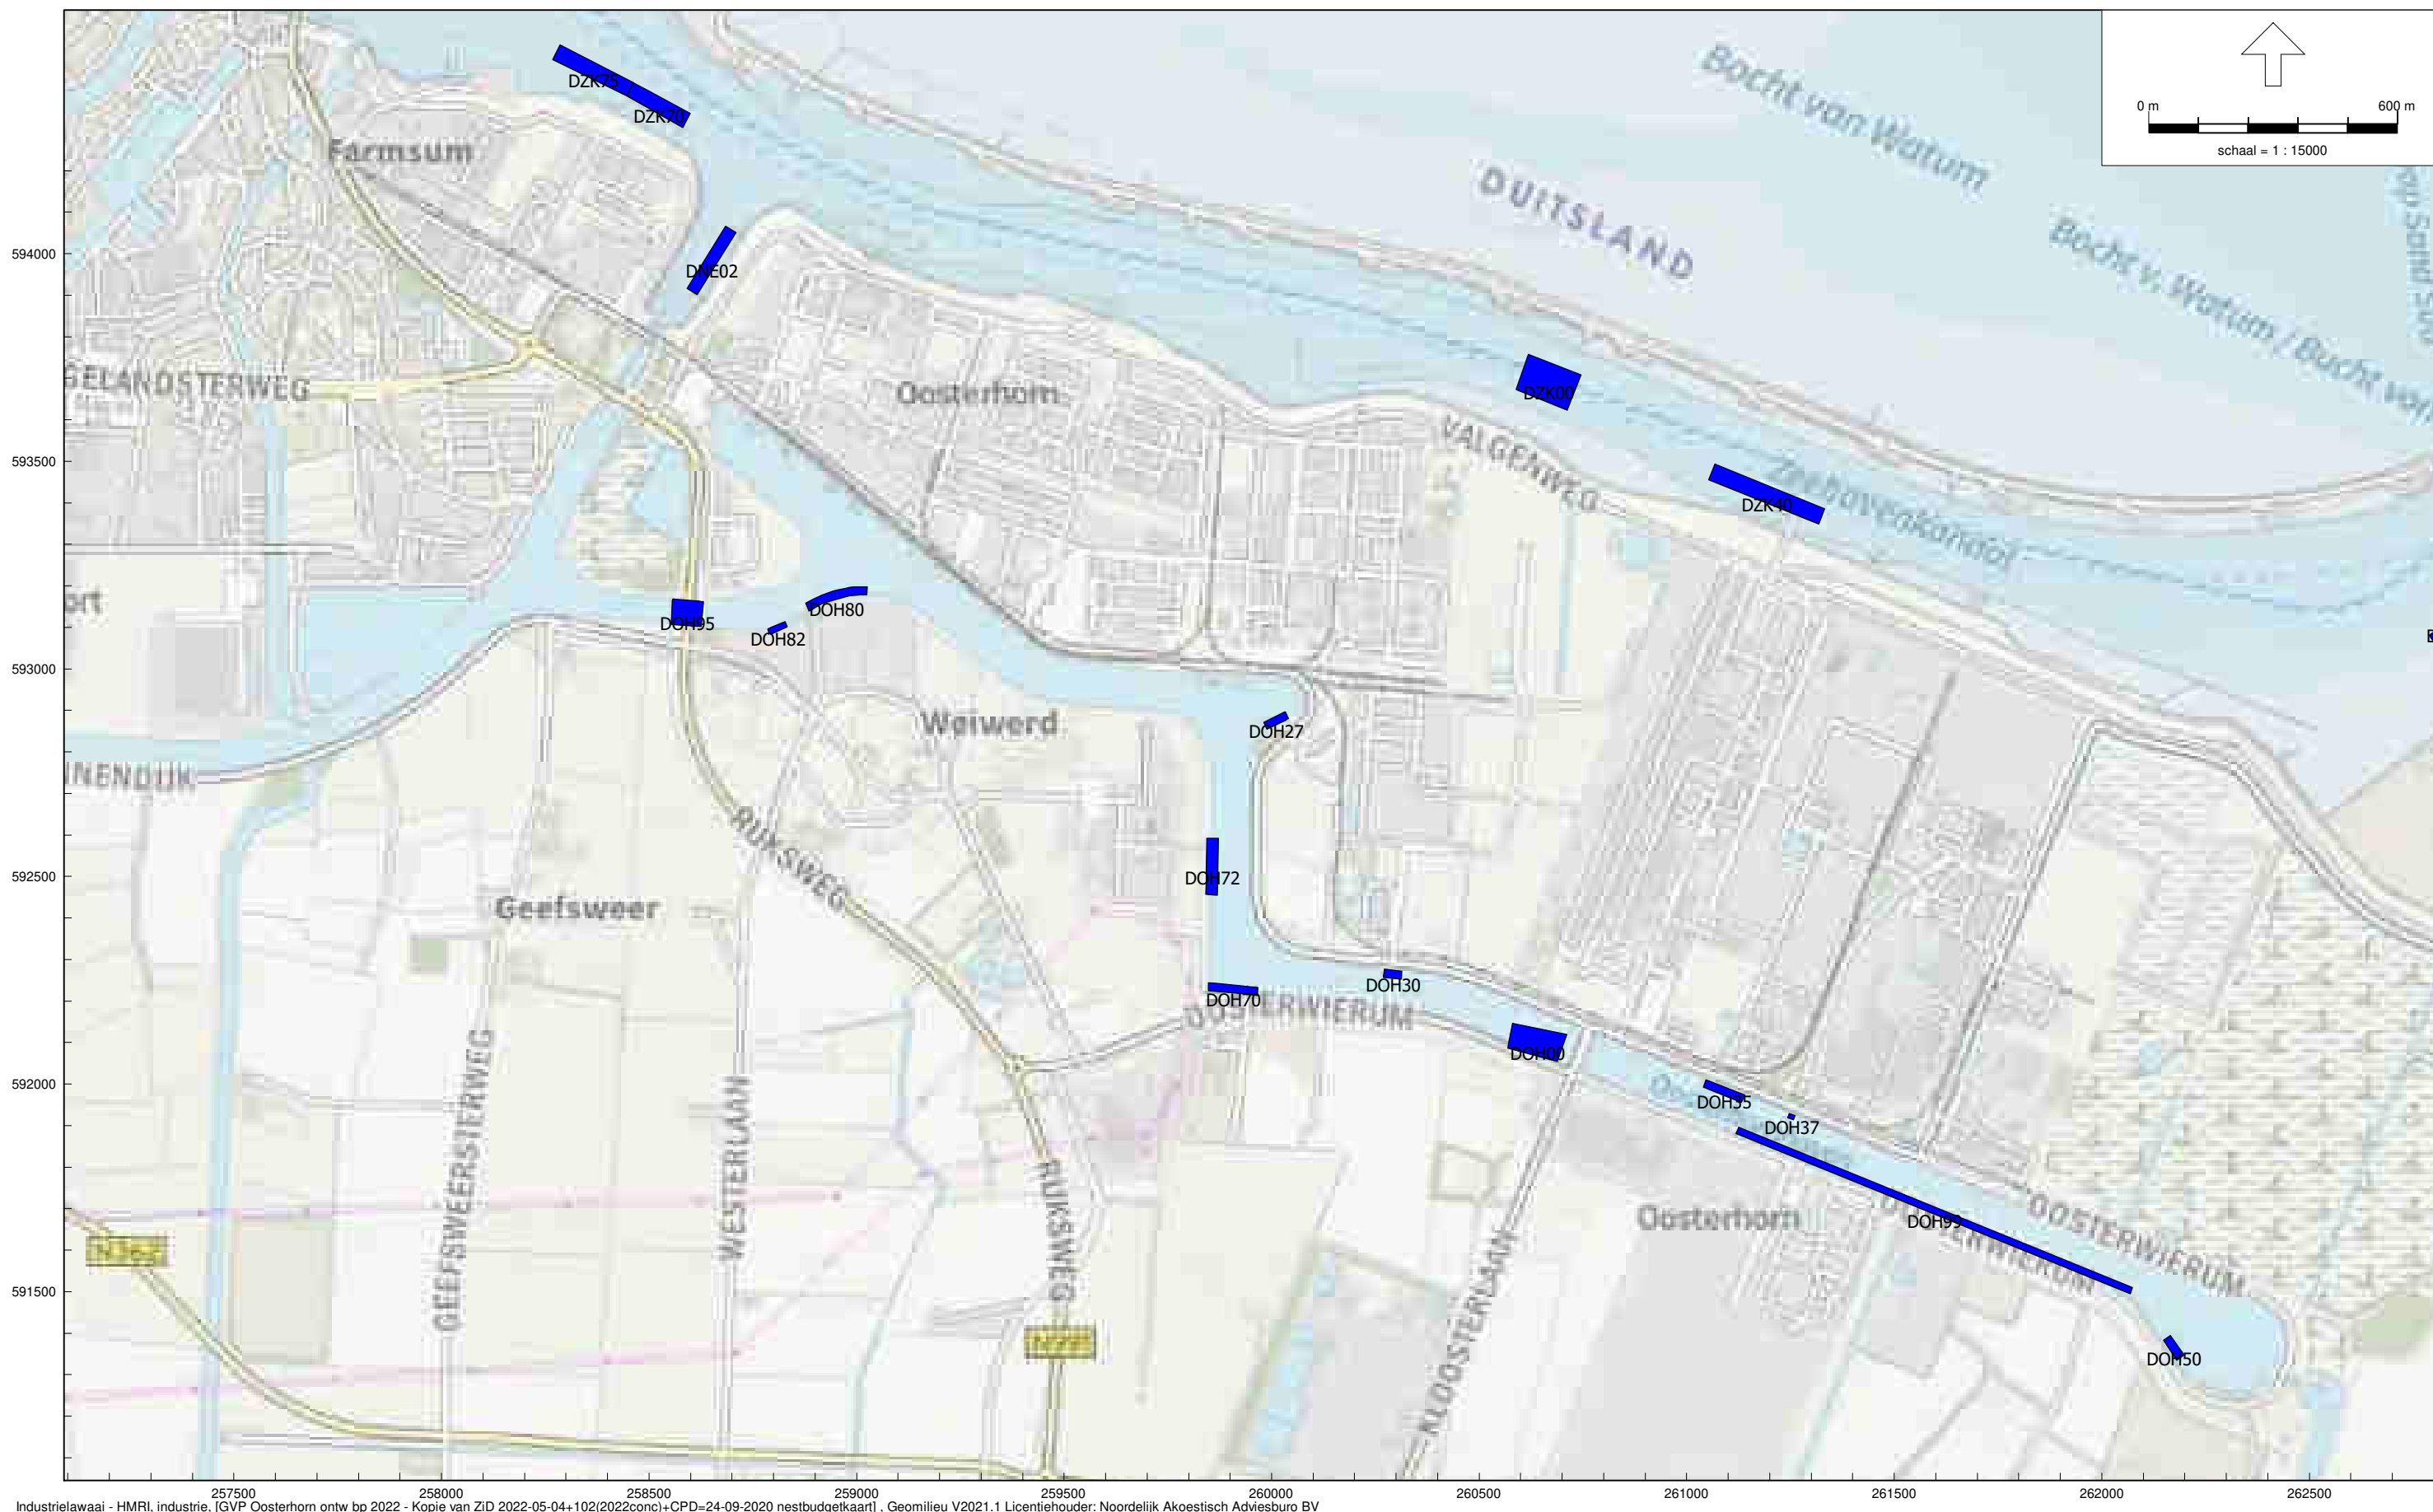 Bocht van Watum
0 m 600 m
schaal = 1 : 15000
DZK75
DZK70
Farmsum
DUITSLAND
Bocht v. Watum / Bucht von
594000
DNE02
GELANDSTERWEG
Oosterhorn
DZK00
VALGENWEG
593500
DZK40
Zeehavenkanaal
ort
DOH80
DOH95
DOH82
593000
Weiwerd
DOH27
NNENDIJK
RIJKSWEG
592500
DOH72
Geefsweer
DOH30
DOH70
OOSTERWIERUM
DOH00
592000
DOH35
DOH37
GEEFSWEERSTERWEG
WESTERLAAN
RIJKSWEG
KLOOSTERLAAN
Oosterhorn
DOH99
OOSTERWIERUM
OOSTERWIERUM
N362
591500
DOH50
257500 258000 258500 259000 259500 260000 260500 261000 261500 262000 262500
Industrielawaai - HMRI, industrie, [GVP Oosterhorn ontw bp 2022 - Kopie van ZiD 2022-05-04+102(2022conc)+CPD=24-09-2020 nestbudgetkaart] , Geomilieu V2021.1 Licentiehouder: Noordelijk Akoestisch Adviesburo BV